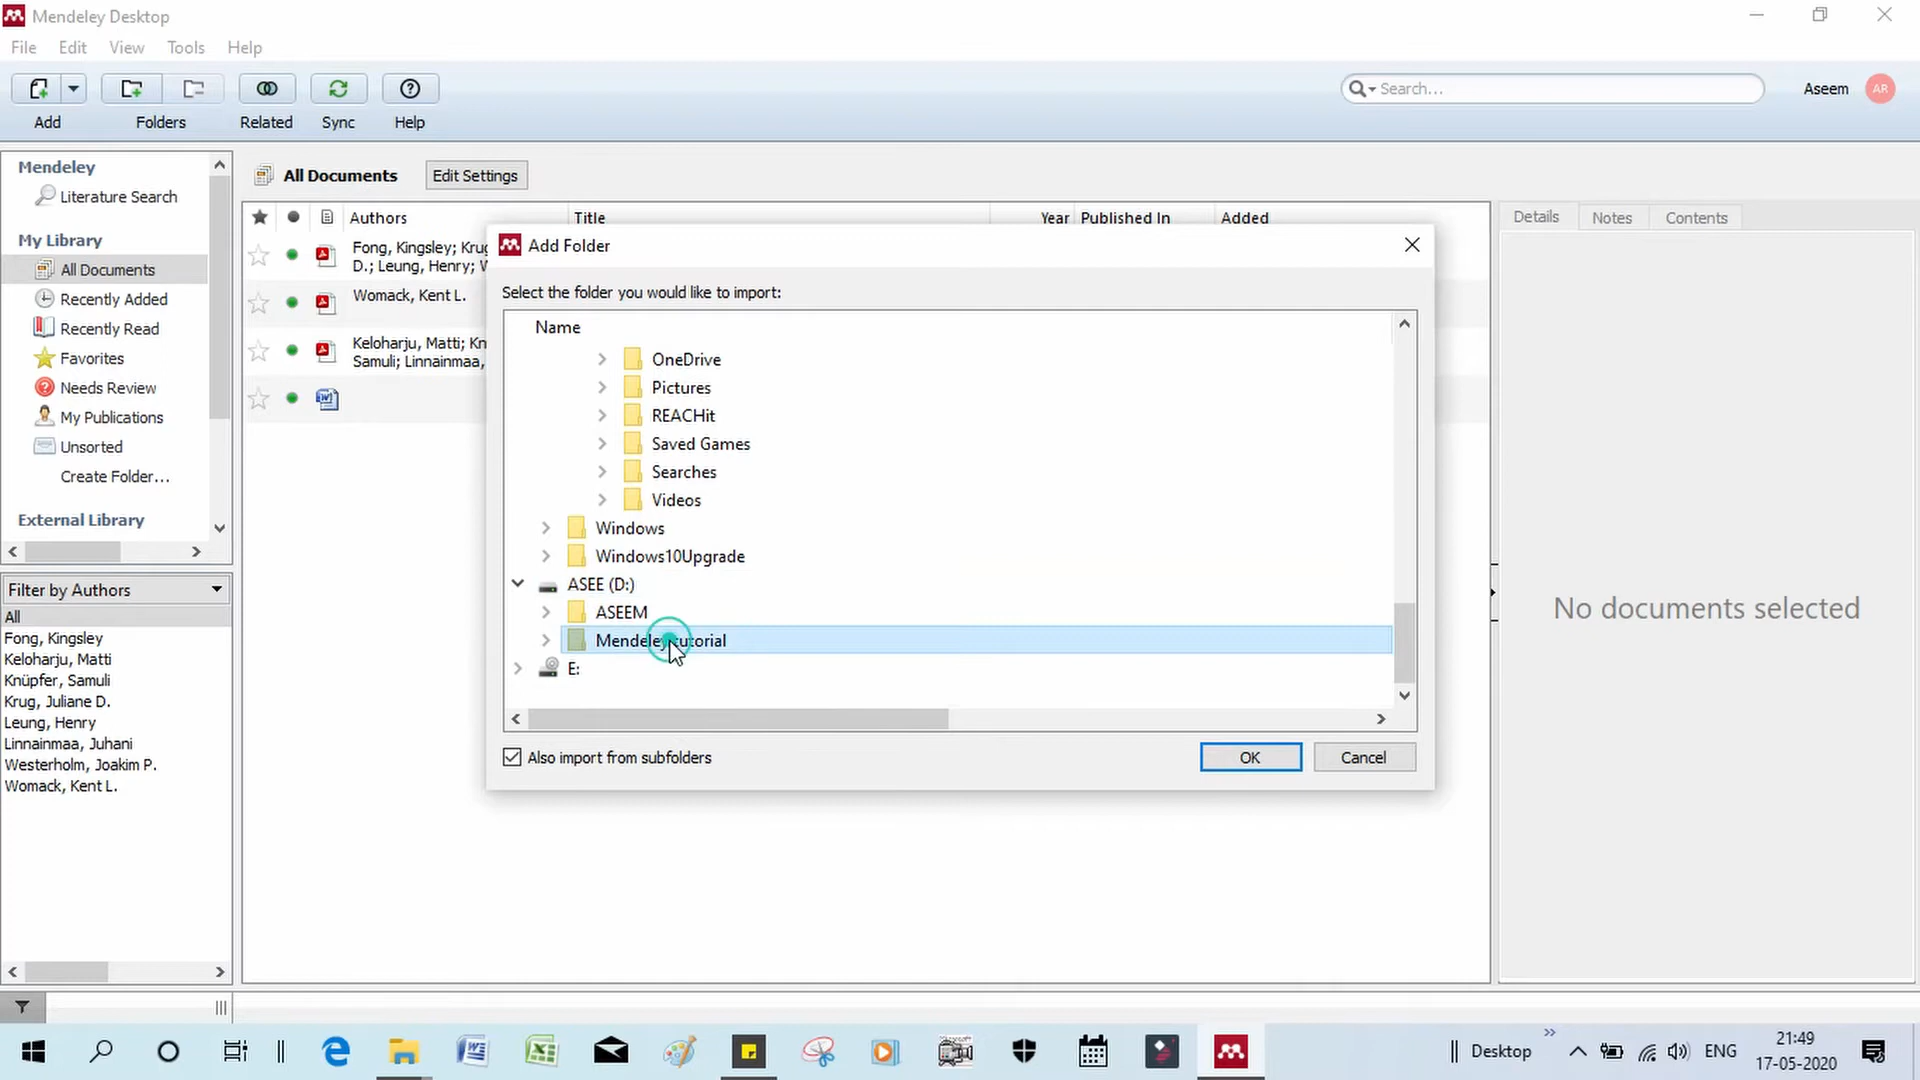 Mendeley Desktop
File Edit View Tools Help
Add Folders Related Sync Help
Search...
Aseem AR
Mendeley
Literature Search
My Library
All Documents
Recently Added
Recently Read
Favorites
Needs Review
My Publications
Unsorted
Create Folder...
External Library
Filter by Authors
All
Fong, Kingsley
Keloharju, Matti
Knüpfer, Samuli
Krug, Juliane D.
Leung, Henry
Linnainmaa, Juhani
Westerholm, Joakim P.
Womack, Kent L.
All Documents Edit Settings
Authors Title Year Published In Added
Fong, Kingsley; Krug
D.; Leung, Henry; W
Womack, Kent L.
Keloharju, Matti; Kn
Samuli; Linnainmaa,
Add Folder
Select the folder you would like to import:
Name
OneDrive
Pictures
REACHit
Saved Games
Searches
Videos
Windows
Windows10Upgrade
ASEE (D:)
ASEEM
Mendeley tutorial
E:
Also import from subfolders
OK Cancel
Details Notes Contents
No documents selected
Desktop
ENG
21:49
17-05-2020